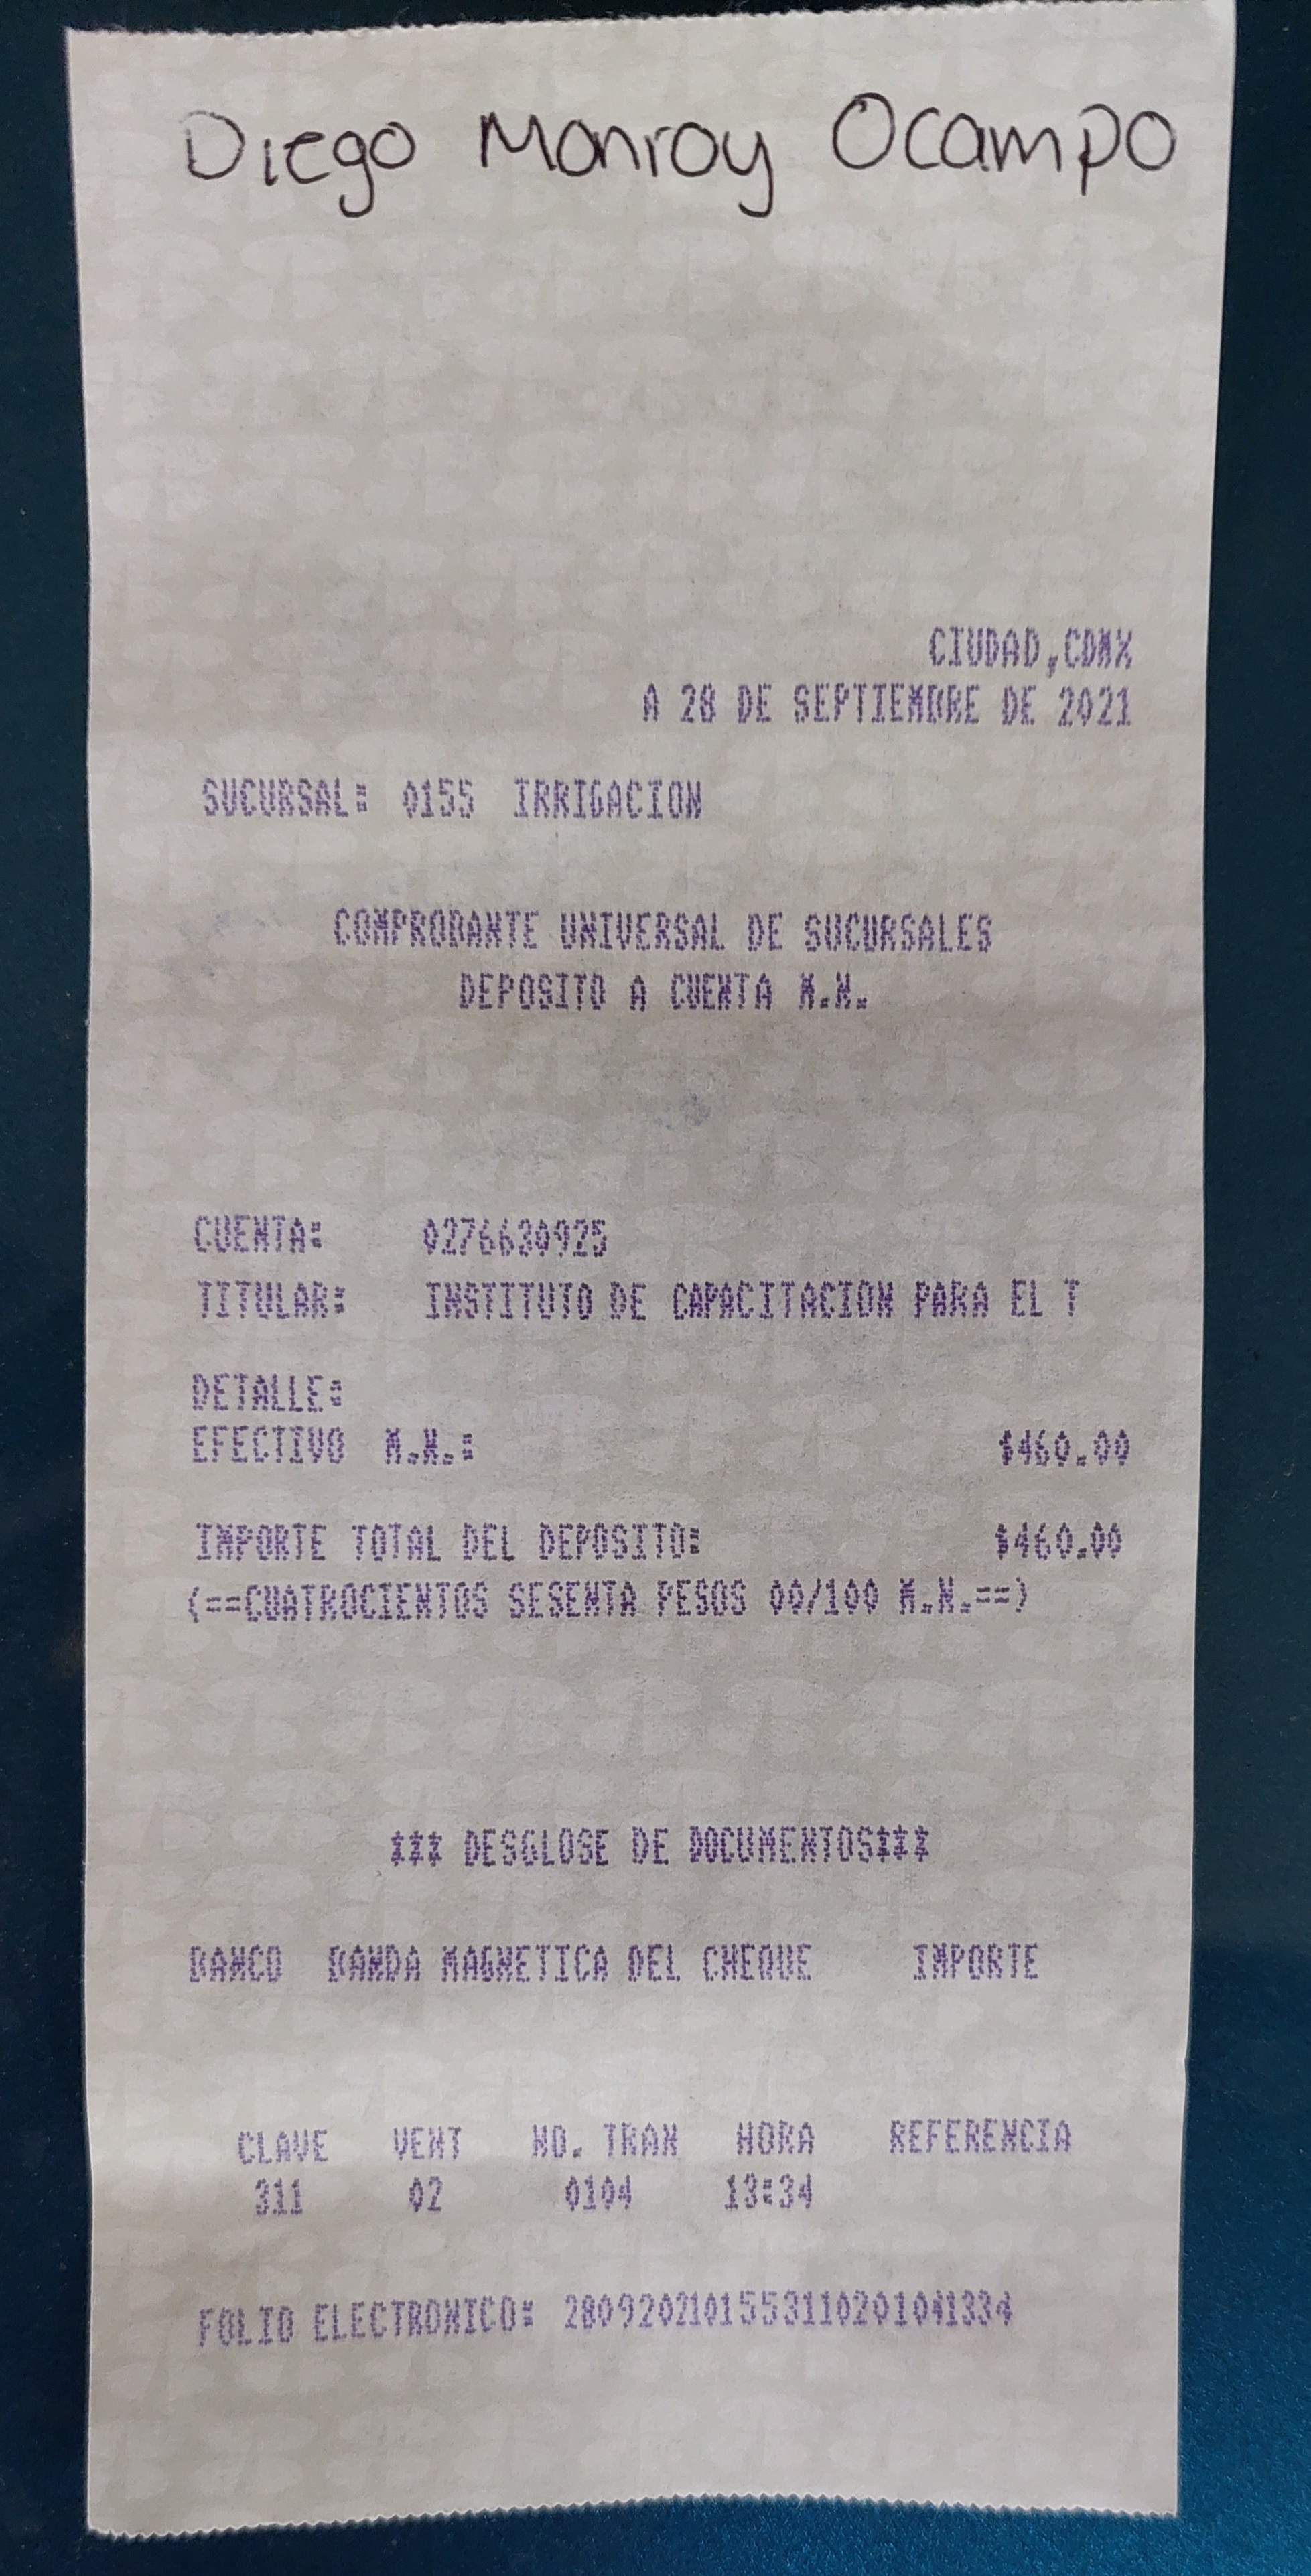 Diego Monroy Ocampo
CIUDAD,CDMX
A 28 DE SEPTIEMBRE DE 2021
SUCURSAL: 0155 IRRIGACION
COMPROBANTE UNIVERSAL DE SUCURSALES
DEPOSITO A CUENTA M.N.
CUENTA: 0276630925
TITULAR: INSTITUTO DE CAPACITACION PARA EL T
DETALLE:
EFECTIVO M.N.: $460.00
IMPORTE TOTAL DEL DEPOSITO: $460.00
(==CUATROCIENTOS SESENTA PESOS 00/100 M.N.==)
*** DESGLOSE DE DOCUMENTOS***
BANCO BANDA MAGNETICA DEL CHEQUE IMPORTE
CLAVE VENT NO. TRAN HORA REFERENCIA
311 02 0104 13:34
FOLIO ELECTRONICO: 2809202101553110201041334